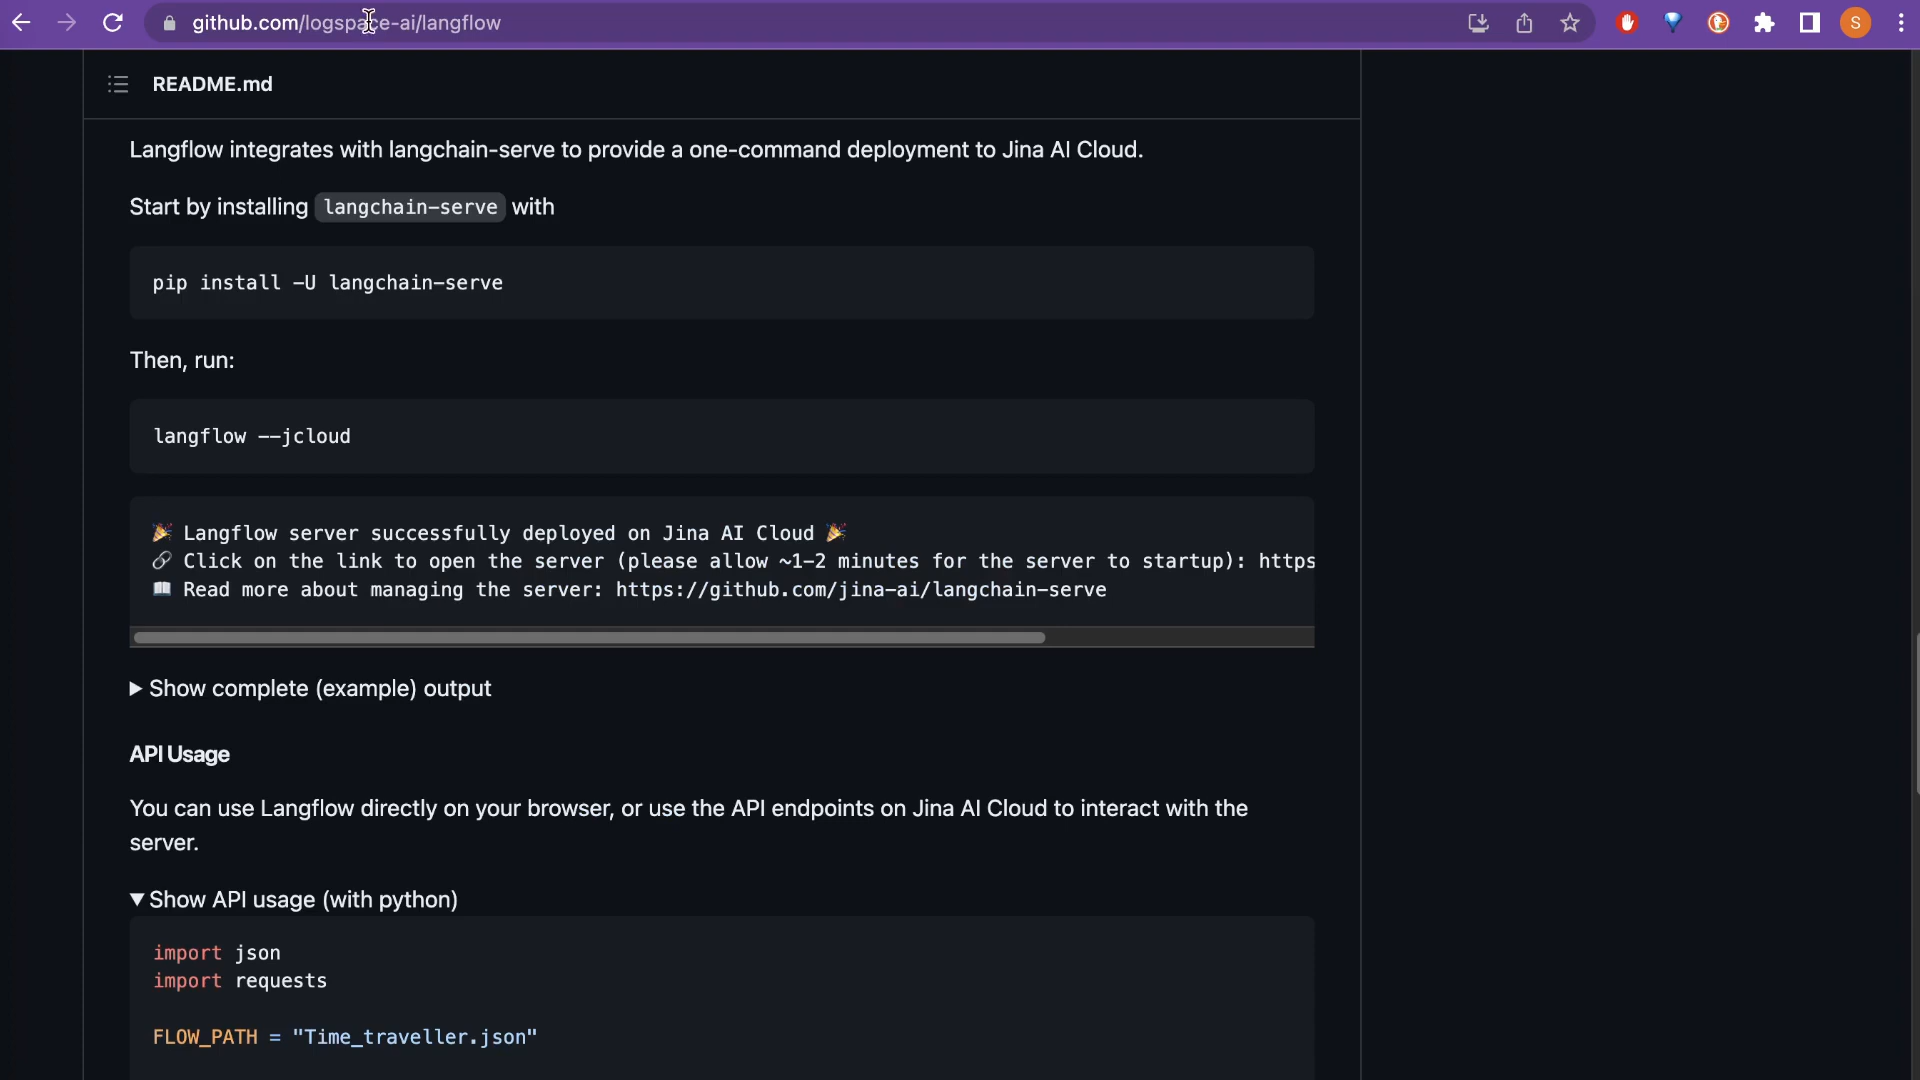 github.com/logspace-ai/langflow
S
README.md
Langflow integrates with langchain-serve to provide a one-command deployment to Jina AI Cloud.
Start by installing langchain-serve with
pip install -U langchain-serve
Then, run:
langflow --jcloud
🎉 Langflow server successfully deployed on Jina AI Cloud 🎉
🔗 Click on the link to open the server (please allow ~1-2 minutes for the server to startup): https
📖 Read more about managing the server: https://github.com/jina-ai/langchain-serve
▶ Show complete (example) output
API Usage
You can use Langflow directly on your browser, or use the API endpoints on Jina AI Cloud to interact with the
server.
▼ Show API usage (with python)
import json
import requests
FLOW_PATH = "Time_traveller.json"